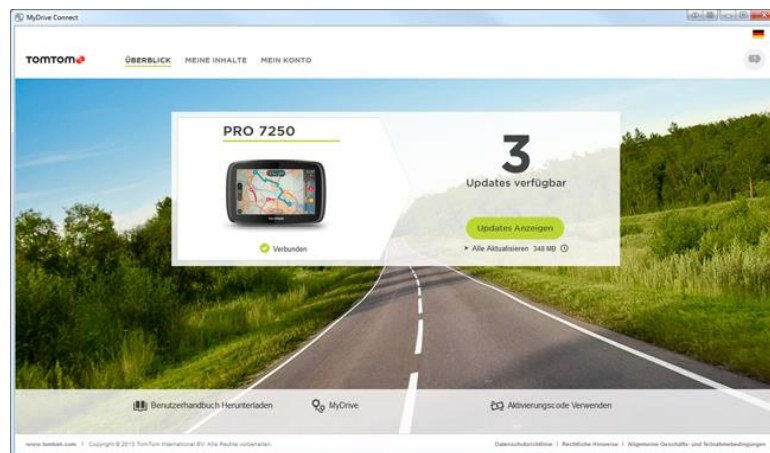 MyDrive Connect
TOMTOM
ÜBERBLICK MEINE INHALTE MEIN KONTO
PRO 7250
3
Updates verfügbar
Updates Anzeigen
Verbunden
Alle Aktualisieren 348 MB
Benutzerhandbuch Herunterladen MyDrive Aktivierungscode Verwenden
www.tomtom.com | Copyright © 2013 TomTom International BV. Alle Rechte vorbehalten. Datenschutzrichtlinie | Rechtliche Hinweise | Allgemeine Geschäfts- und Teilnahmebedingungen